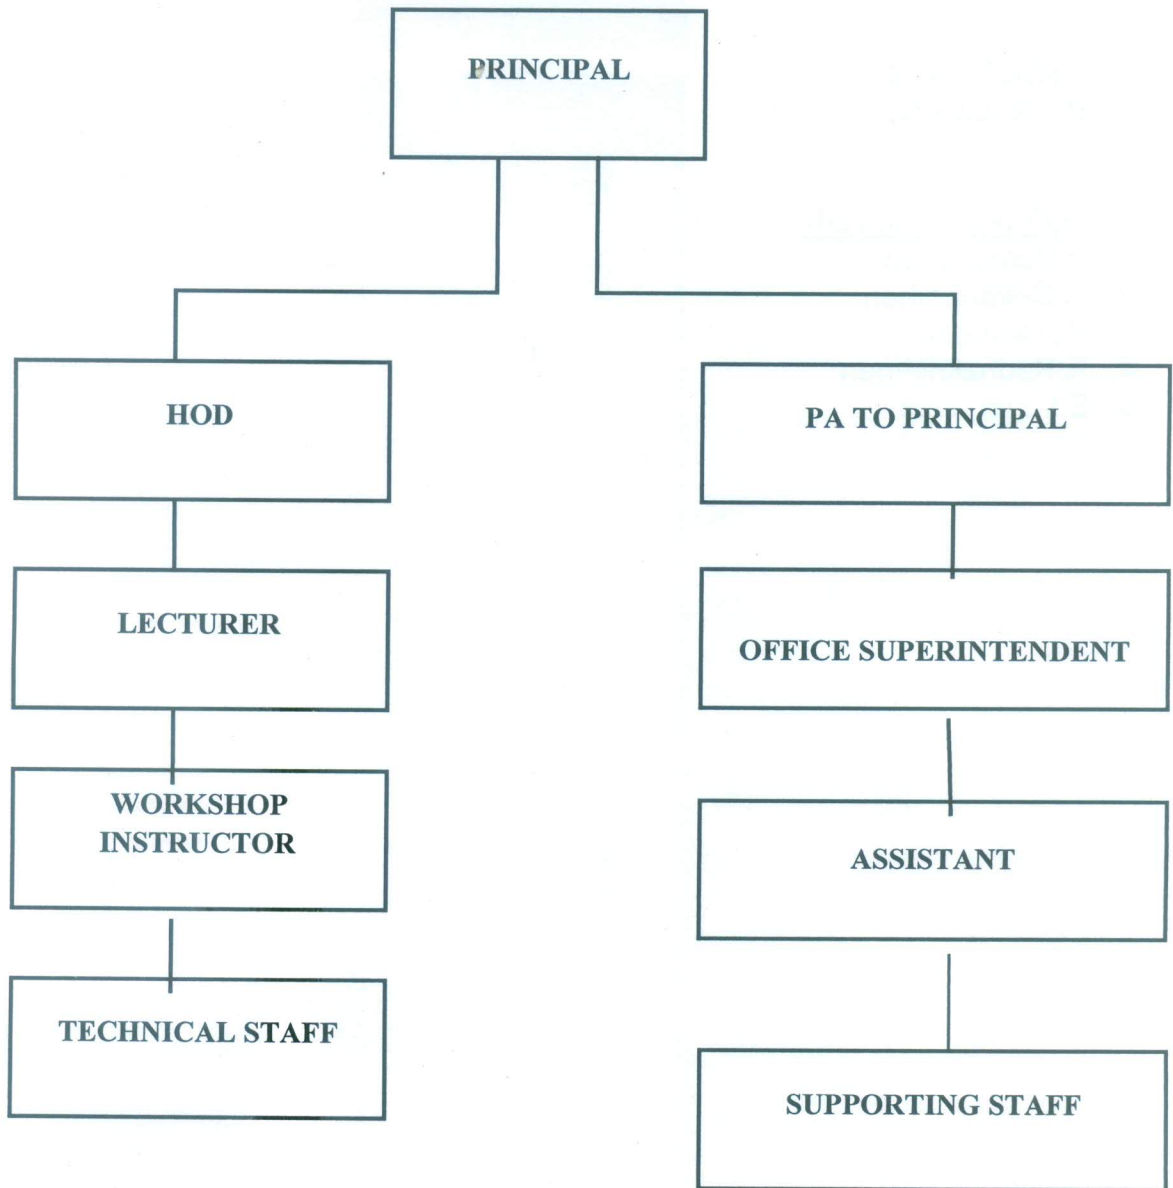 PRINCIPAL
HOD
PA TO PRINCIPAL
LECTURER
OFFICE SUPERINTENDENT
WORKSHOP
INSTRUCTOR
ASSISTANT
TECHNICAL STAFF
SUPPORTING STAFF